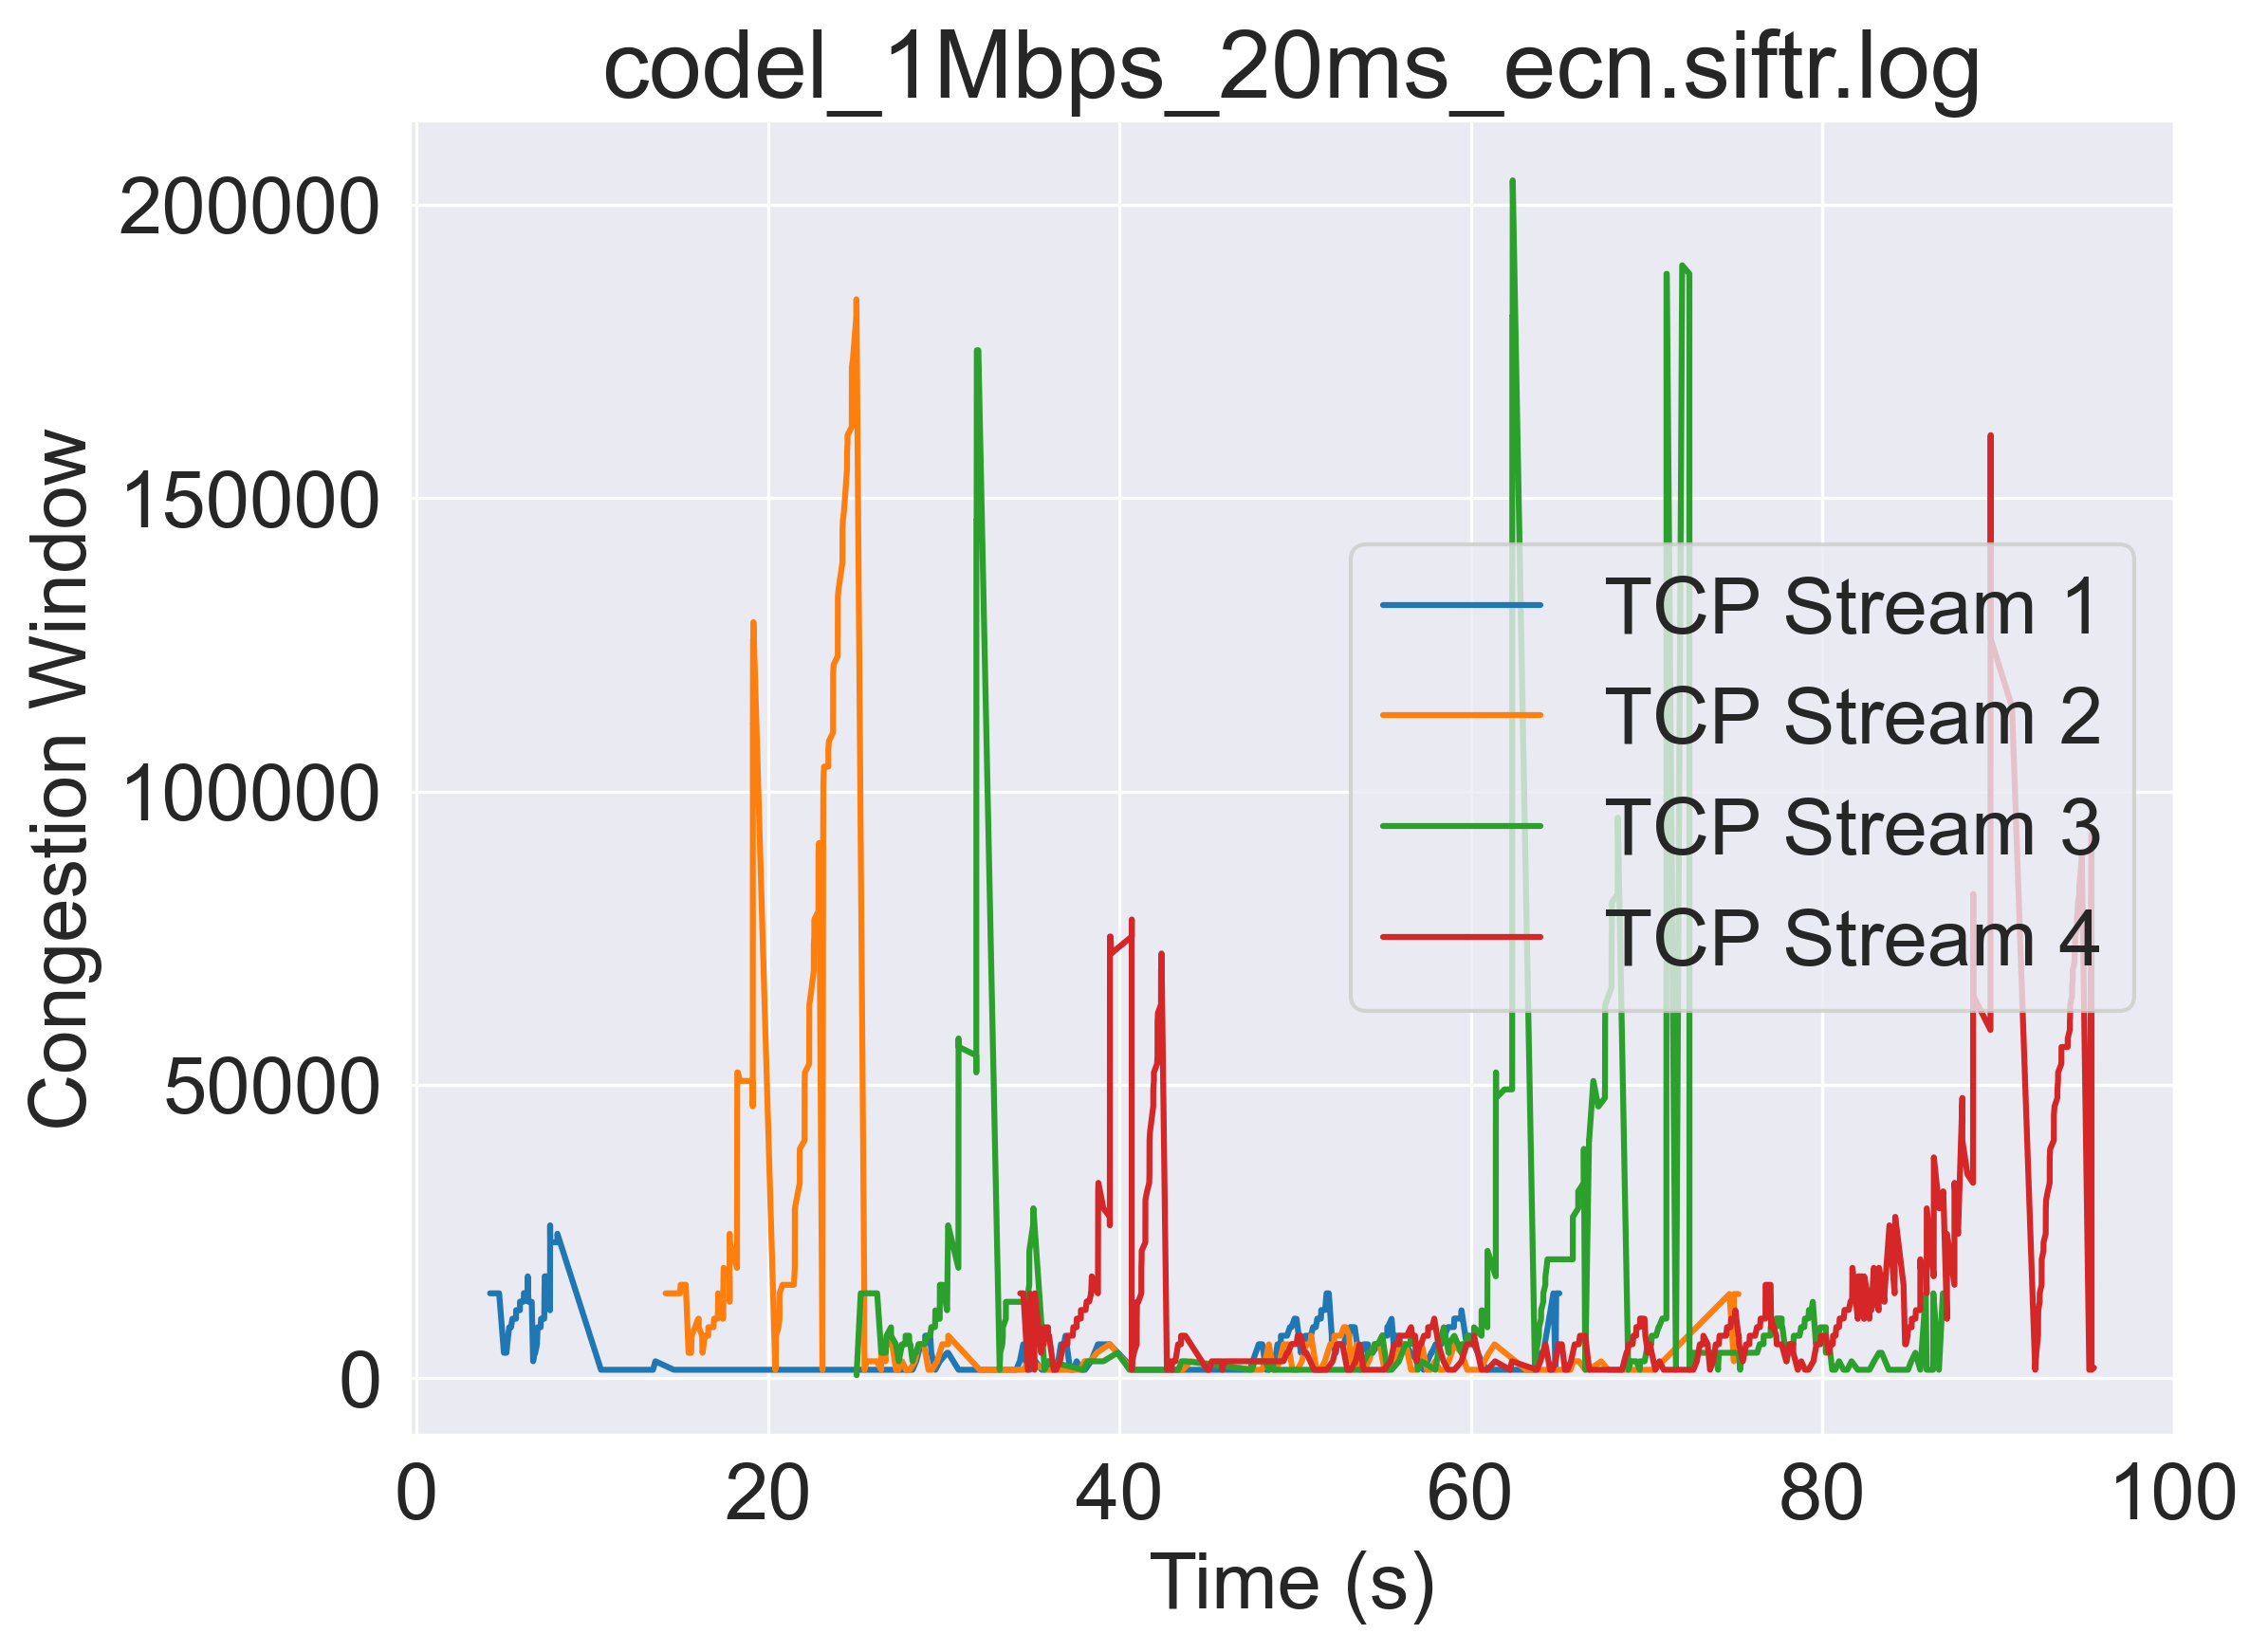 codel_1Mbps_20ms_ecn.siftr.log
Congestion Window
200000
150000
100000
50000
0
TCP Stream 1
TCP Stream 2
TCP Stream 3
TCP Stream 4
0 20 40 60 80 100
Time (s)